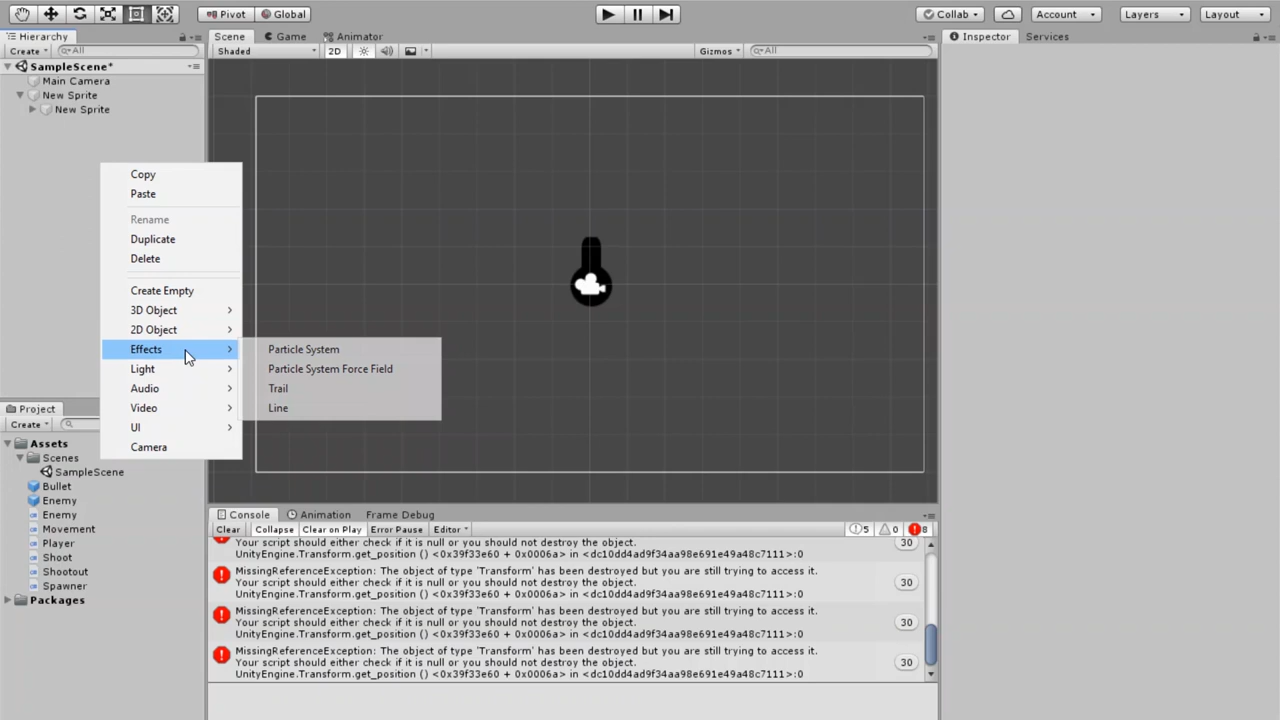 Pivot Global Collab Account Layers Layout
Hierarchy Scene Game Animator Inspector Services
Create All Shaded 2D Gizmos All
SampleScene*
Main Camera
New Sprite
New Sprite
Copy
Paste
Rename
Duplicate
Delete
Create Empty
3D Object
2D Object
Effects
Light
Audio
Video
UI
Camera
Particle System
Particle System Force Field
Trail
Line
Project
Create
Assets
Scenes
SampleScene
Bullet
Enemy
Enemy
Movement
Player
Shoot
Shootout
Spawner
Packages
Console Animation Frame Debug
Clear Collapse Clear on Play Error Pause Editor 5 0 8
Your script should either check if it is null or you should not destroy the object. 30
UnityEngine.Transform.get_position () <0x39f33e60 + 0x0006a> in <dc10dd4ad9f34aa98e691e49a48c7111>:0
MissingReferenceException: The object of type 'Transform' has been destroyed but you are still trying to access it.
Your script should either check if it is null or you should not destroy the object. 30
UnityEngine.Transform.get_position () <0x39f33e60 + 0x0006a> in <dc10dd4ad9f34aa98e691e49a48c7111>:0
MissingReferenceException: The object of type 'Transform' has been destroyed but you are still trying to access it.
Your script should either check if it is null or you should not destroy the object. 30
UnityEngine.Transform.get_position () <0x39f33e60 + 0x0006a> in <dc10dd4ad9f34aa98e691e49a48c7111>:0
MissingReferenceException: The object of type 'Transform' has been destroyed but you are still trying to access it.
Your script should either check if it is null or you should not destroy the object. 30
UnityEngine.Transform.get_position () <0x39f33e60 + 0x0006a> in <dc10dd4ad9f34aa98e691e49a48c7111>:0